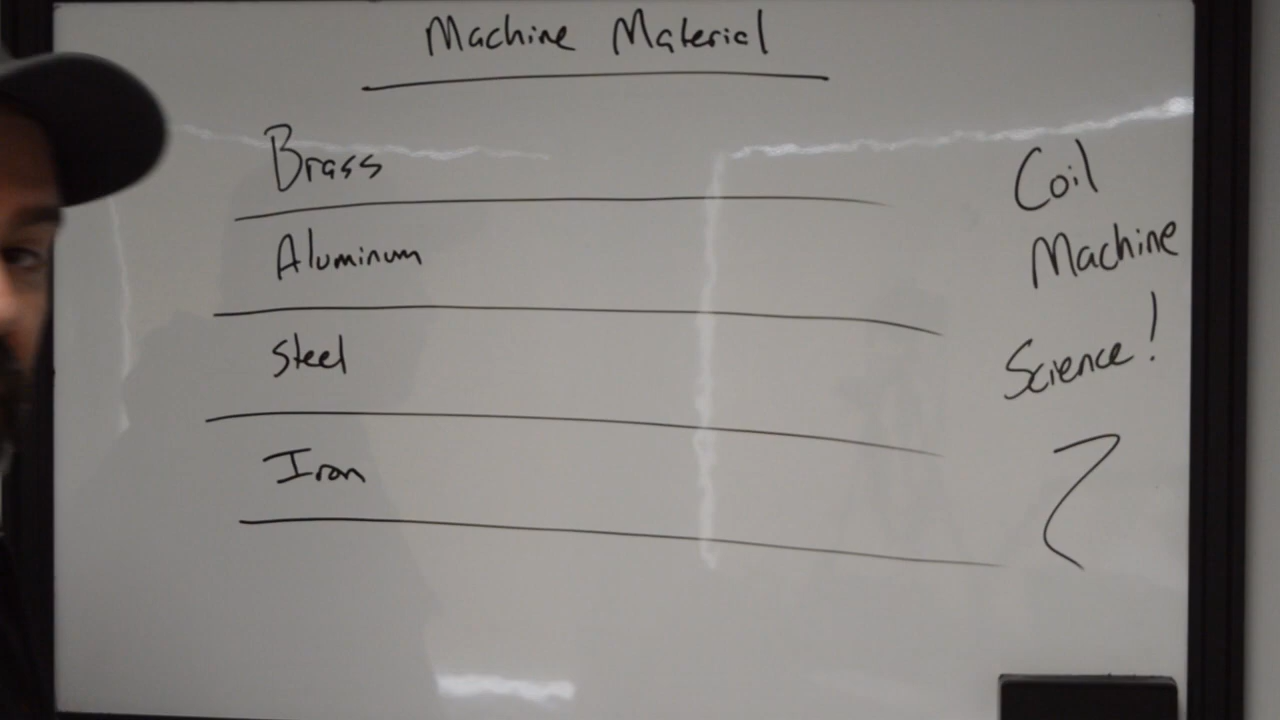 Machine Material
Brass
Aluminum
Steel
Iron
Coil
Machine
Science!